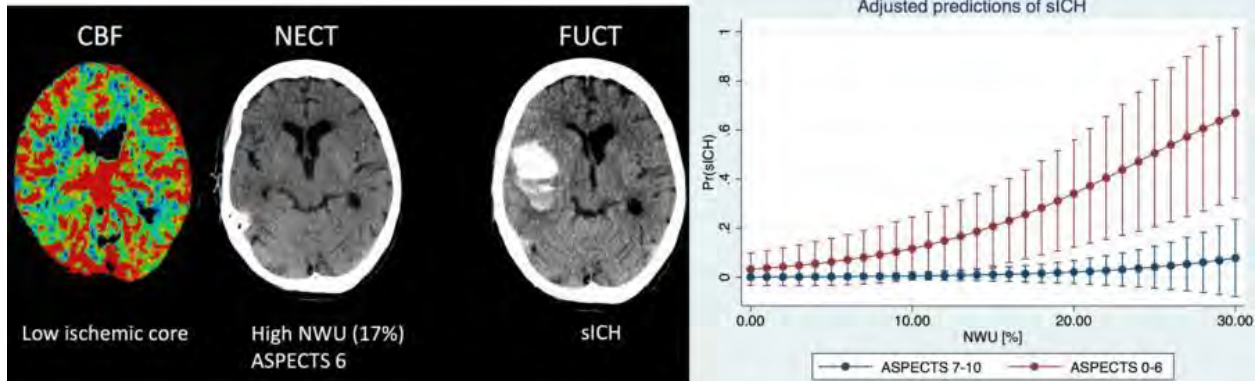 CBF
NECT
FUCT
Low ischemic core
High NWU (17%)
ASPECTS 6
sICH
Adjusted predictions of sICH
Pr(sICH)
1
.8
.6
.4
.2
0
0.00
10.00
20.00
30.00
NWU [%]
ASPECTS 7-10
ASPECTS 0-6